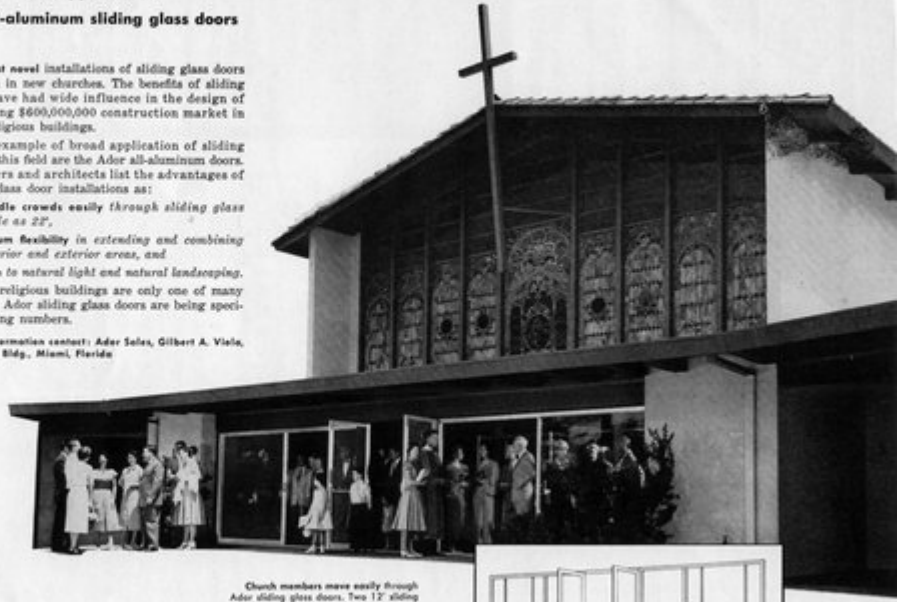 -aluminum sliding glass doors
t novel installations of sliding glass doors
in new churches. The benefits of sliding
ave had wide influence in the design of
ing $600,000,000 construction market in
ligious buildings.
example of broad application of sliding
this field are the Ador all-aluminum doors.
ers and architects list the advantages of
lass door installations as:
dle crowds easily through sliding glass
le as 22',
um flexibility in extending and combining
rior and exterior areas, and
to natural light and natural landscaping.
religious buildings are only one of many
Ador sliding glass doors are being speci-
ng numbers.
ormation contact: Ador Sales, Gilbert A. Viola,
Bldg., Miami, Florida
Church members move easily through
Ador sliding glass doors. Two 12' sliding